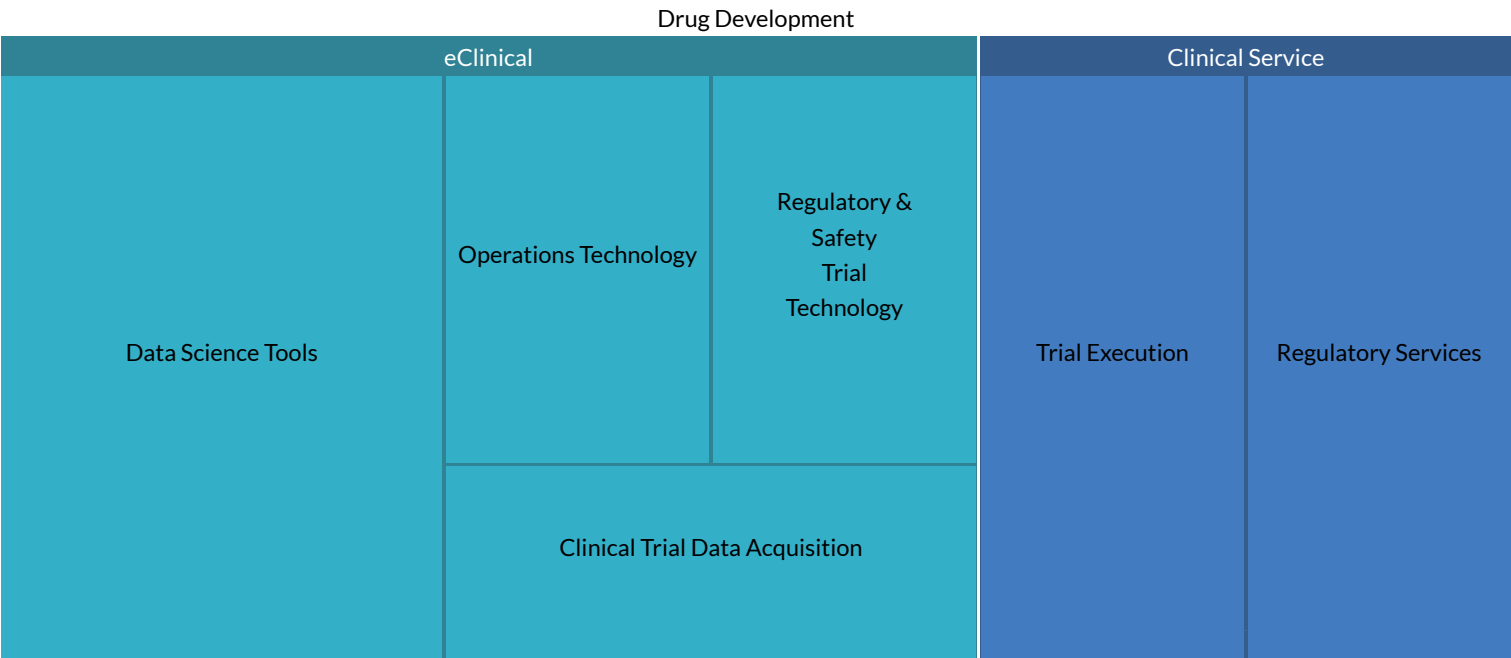 Drug Development
eClinical
Clinical Service
Data Science Tools
Operations Technology
Regulatory &
Safety
Trial
Technology
Clinical Trial Data Acquisition
Trial Execution
Regulatory Services